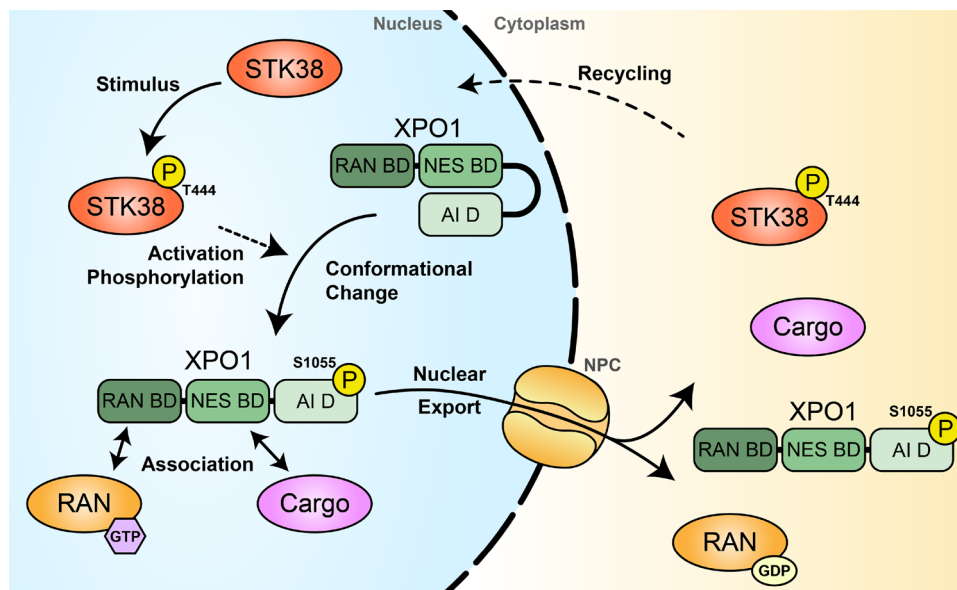 Nucleus
Cytoplasm
STK38
Stimulus
Recycling
XPO1
RAN BD
NES BD
AI D
P
T444
STK38
Activation
Phosphorylation
Conformational
Change
P
T444
STK38
Cargo
XPO1
S1055
P
RAN BD
NES BD
AI D
Nuclear
Export
NPC
Association
RAN
GTP
Cargo
XPO1
S1055
P
RAN BD
NES BD
AI D
RAN
GDP